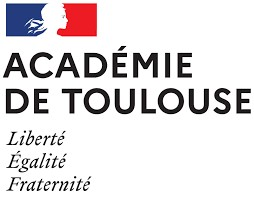 ACADÉMIE
DE TOULOUSE
Liberté
Égalité
Fraternité